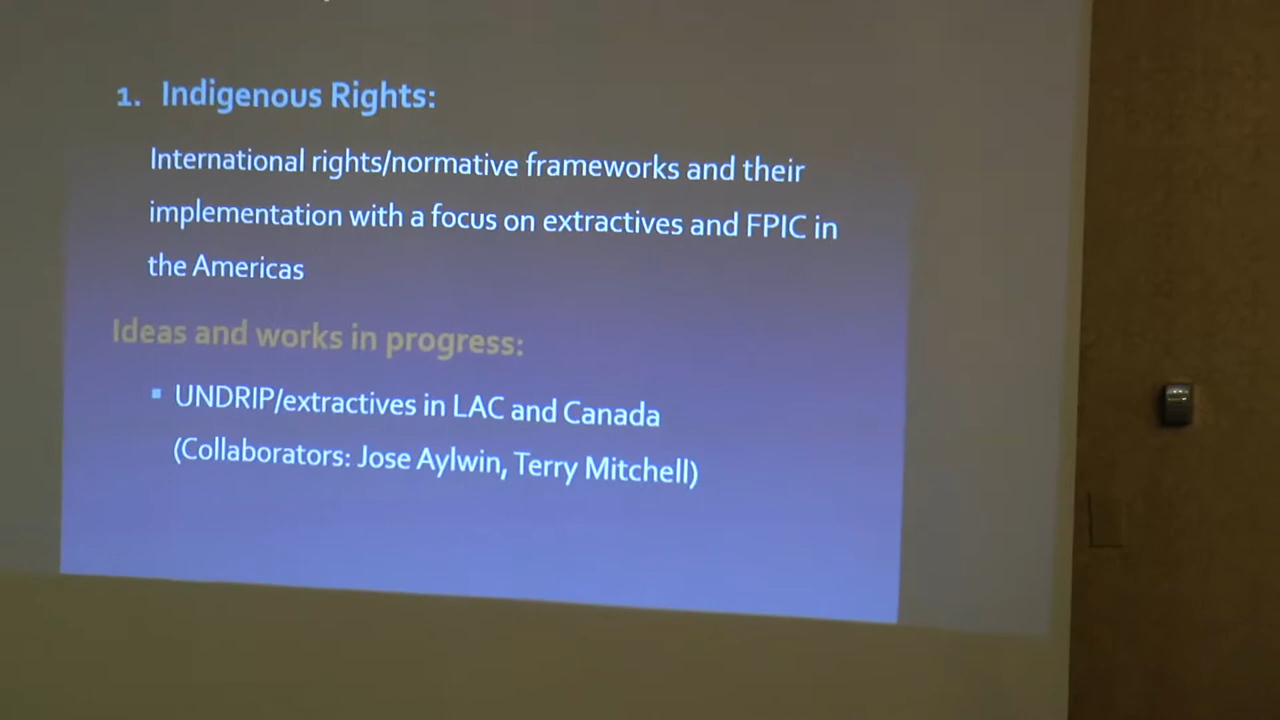 1. Indigenous Rights:
International rights/normative frameworks and their
implementation with a focus on extractives and FPIC in
the Americas
Ideas and works in progress:
▪ UNDRIP/extractives in LAC and Canada
(Collaborators: Jose Aylwin, Terry Mitchell)